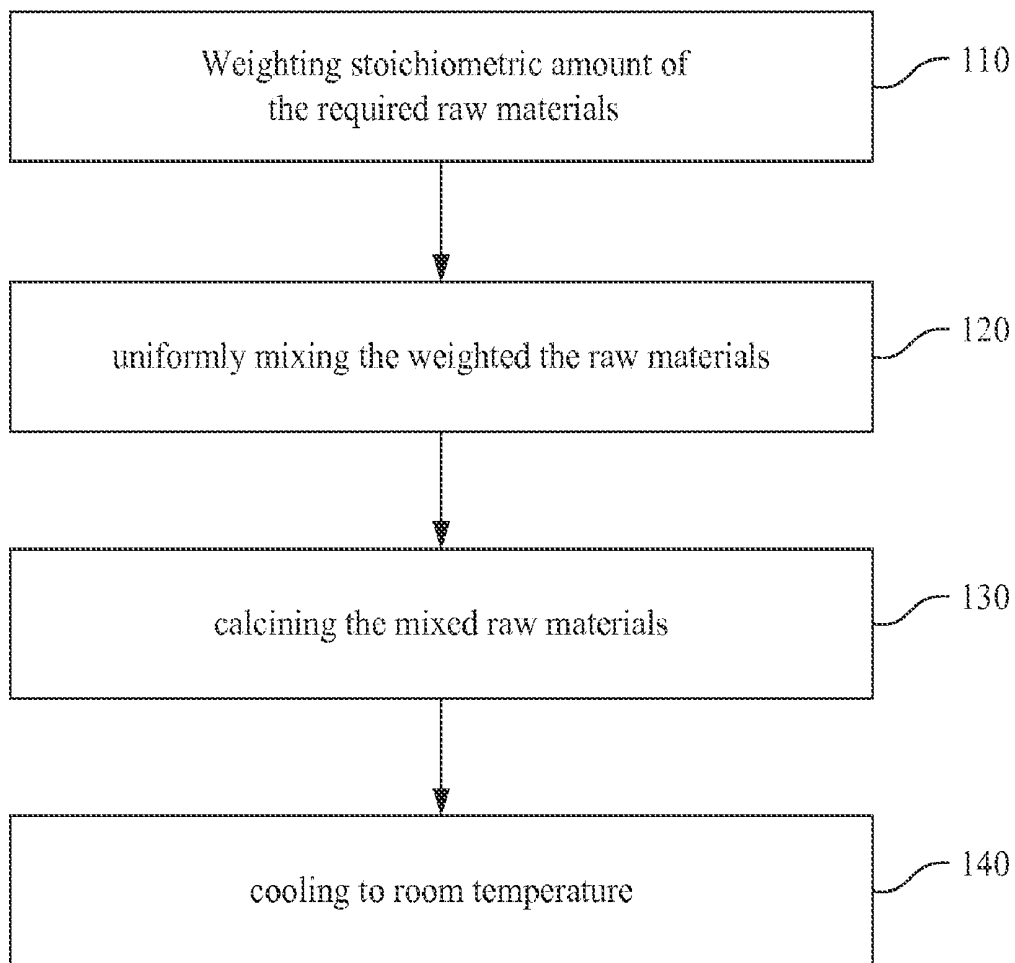 Weighting stoichiometric amount of
the required raw materials
110
uniformly mixing the weighted the raw materials
120
calcining the mixed raw materials
130
cooling to room temperature
140